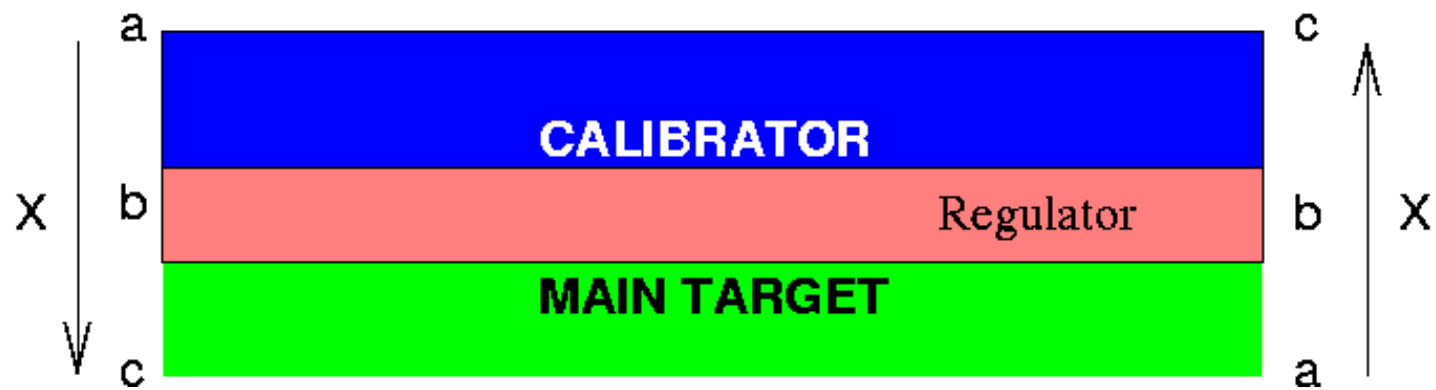 a c
CALIBRATOR
X b Regulator b X
MAIN TARGET
c a